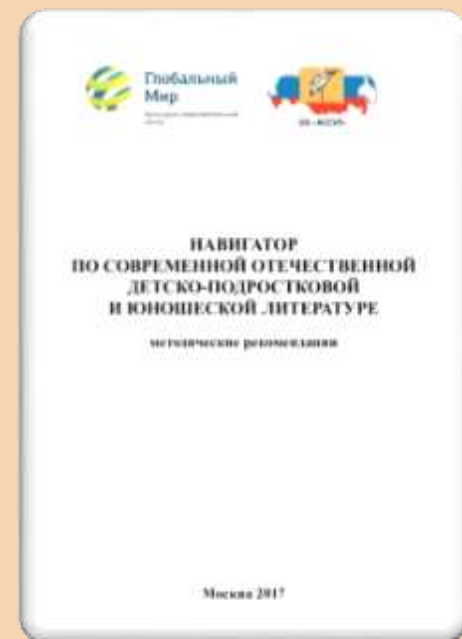 Глобальный
Мир
НАВИГАТОР
ПО СОВРЕМЕННОЙ ОТЕЧЕСТВЕННОЙ
ДЕТСКО-ПОДРОСТКОВОЙ
И ЮНОШЕСКОЙ ЛИТЕРАТУРЕ
методические рекомендации
Москва 2017